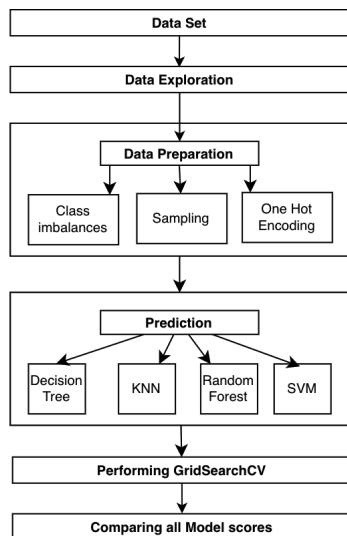 Data Set
Data Exploration
Data Preparation
Class
imbalances
Sampling
One Hot
Encoding
Prediction
Decision
Tree
KNN
Random
Forest
SVM
Performing GridSearchCV
Comparing all Model scores